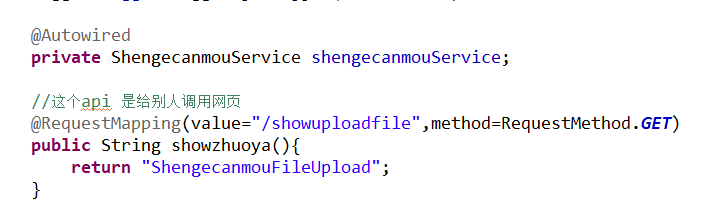 @Autowired
private ShengecanmouService shengecanmouService;
//这个api 是给别人调用网页
@RequestMapping(value="/showuploadfile",method=RequestMethod.GET)
public String showzhuoya(){
return "ShengecanmouFileUpload";
}